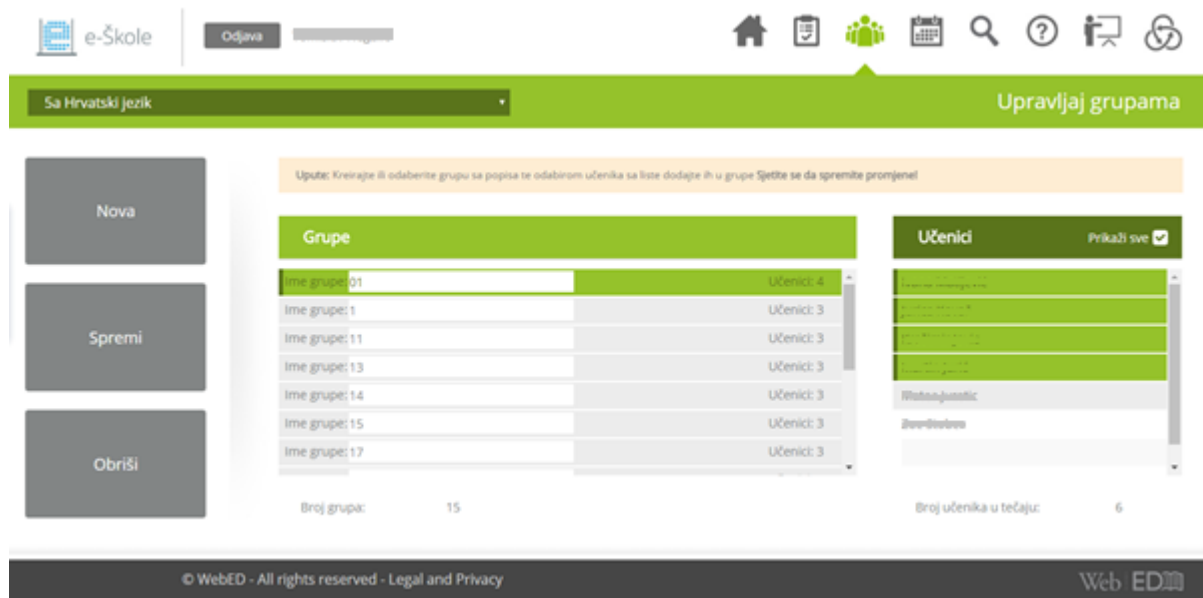 e-Škole
Odjava
5a Hrvatski jezik
Upravljaj grupama
Nova
Spremi
Obriši
Upute: Kreirajte ili odaberite grupu sa popisa te odabirom učenika sa liste dodajte ih u grupe Sjetite se da spremite promjene!
Grupe
Ime grupe: 01 Učenici: 4
Ime grupe: 1 Učenici: 3
Ime grupe: 11 Učenici: 3
Ime grupe: 13 Učenici: 3
Ime grupe: 14 Učenici: 3
Ime grupe: 15 Učenici: 3
Ime grupe: 17 Učenici: 3
Broj grupa: 15
Učenici Prikaži sve
Broj učenika u tečaju: 6
© WebED - All rights reserved - Legal and Privacy
Web ED